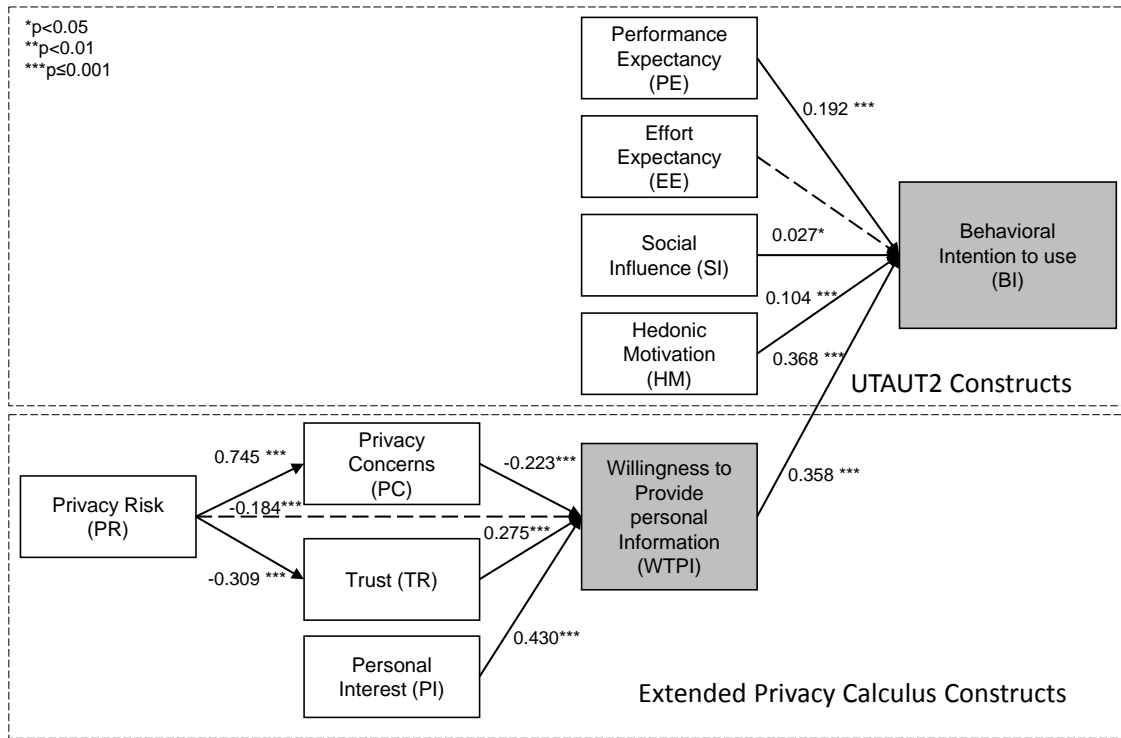 *p<0.05
**p<0.01
***p≤0.001
Performance
Expectancy
(PE)
0.192 ***
Effort
Expectancy
(EE)
Social
Influence (SI)
0.027*
Behavioral
Intention to use
(BI)
0.104 ***
Hedonic
Motivation
(HM)
0.368 ***
UTAUT2 Constructs
Privacy
Concerns
(PC)
0.745 ***
-0.223***
Privacy Risk
(PR)
-0.184***
Willingness to
Provide
personal
Information
(WTPI)
0.358 ***
0.275***
-0.309 ***
Trust (TR)
0.430***
Personal
Interest (PI)
Extended Privacy Calculus Constructs